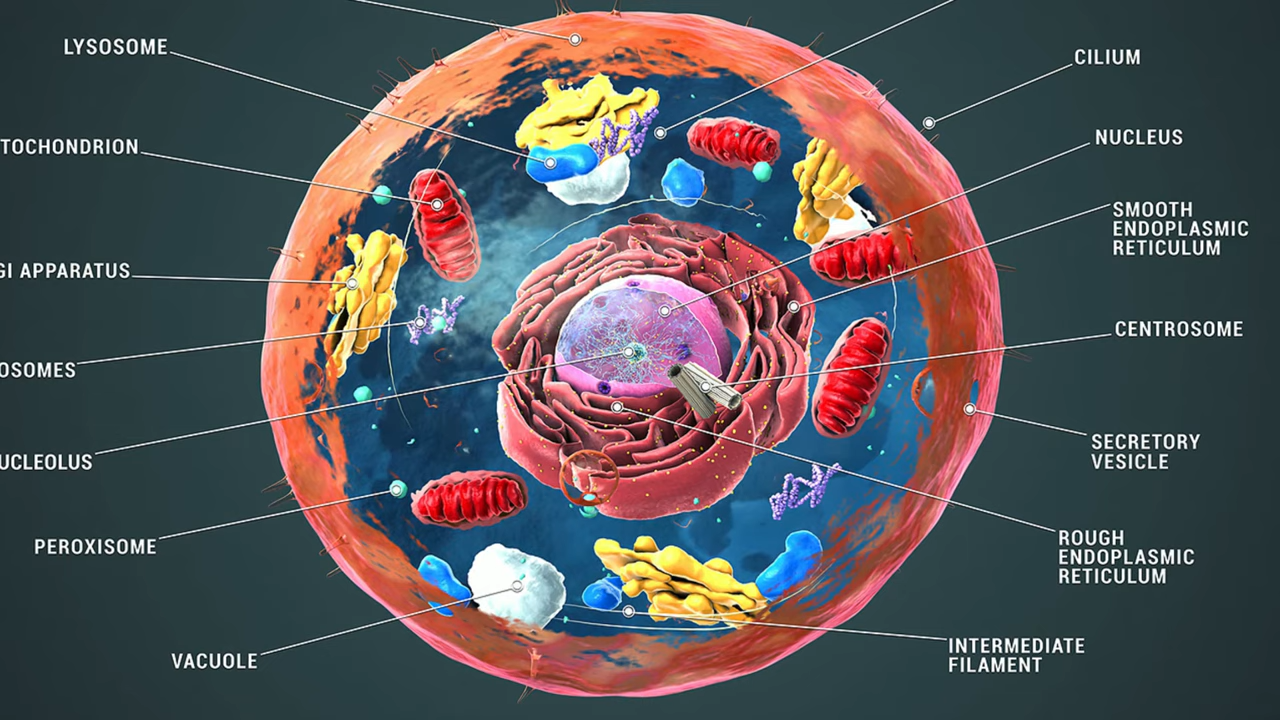 LYSOSOME
TOCHONDRION
GI APPARATUS
OSOMES
UCLEOLUS
PEROXISOME
VACUOLE
CILIUM
NUCLEUS
SMOOTH
ENDOPLASMIC
RETICULUM
CENTROSOME
SECRETORY
VESICLE
ROUGH
ENDOPLASMIC
RETICULUM
INTERMEDIATE
FILAMENT